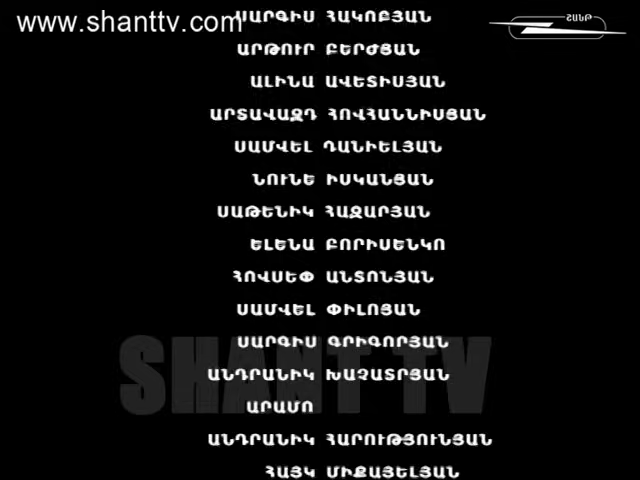 www.shanttv.com
ՇԱՆԹ
ՍԱՐԳԻՍ ՀԱԿՈԲՅԱՆ
ԱՐԹՈՒՐ ԲԵՐԺՅԱՆ
ԱԼԻՆԱ ԱՎԵՏԻՍՅԱՆ
ԱՐՏԱՎԱԶԴ ՀՈՎՀԱՆՆԻՍՅԱՆ
ՍԱՄՎԵԼ ԴԱՆԻԵԼՅԱՆ
ՆՈՒՆԵ ԻՍԿԱՆՅԱՆ
ՍԱԹԵՆԻԿ ՀԱԶԱՐՅԱՆ
ԵԼԵՆԱ ԲՈՐԻՍԵՆԿՈ
ՀՈՎՍԵՓ ԱՆՏՈՆՅԱՆ
ՍԱՄՎԵԼ ՓԻԼՈՅԱՆ
ՍԱՐԳԻՍ ԳՐԻԳՈՐՅԱՆ
SHANT TV
ԱՆԴՐԱՆԻԿ ԽԱՉԱՏՐՅԱՆ
ԱՐԱՄՈ
ԱՆԴՐԱՆԻԿ ՀԱՐՈՒԹՅՈՒՆՅԱՆ
ՀԱՅԿ ՄԻՔԱՅԵԼՅԱՆ